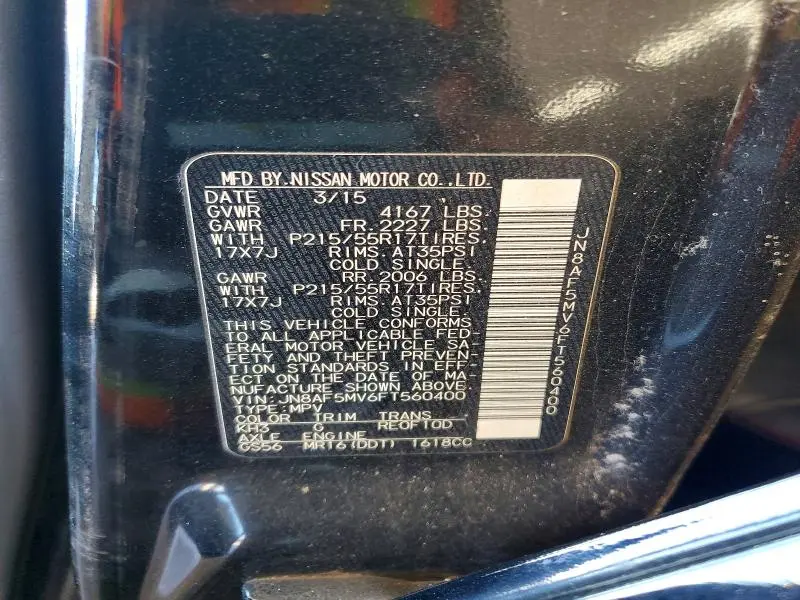 MFD BY.NISSAN MOTOR CO.,LTD.
DATE 3/15
GVWR 4167 LBS.
GAWR FR. 2227 LBS.
WITH P215/55R17TIRES.
17X7J RIMS.AT35PSI
COLD SINGLE.
GAWR RR. 2006 LBS.
WITH P215/55R17TIRES.
17X7J RIMS.AT35PSI
COLD SINGLE.
THIS VEHICLE CONFORMS
TO ALL APPLICABLE FED-
ERAL MOTOR VEHICLE SA-
FETY AND THEFT PREVEN-
TION STANDARDS IN EFF-
ECT ON THE DATE OF MA-
NUFACTURE SHOWN ABOVE.
VIN:JN8AF5MV6FT560400
TYPE:MPV
COLOR TRIM TRANS
KH3 G RE0F10D
AXLE ENGINE
GS56 MR16(DDT) 1618CC
JN8AF5MV6FT560400